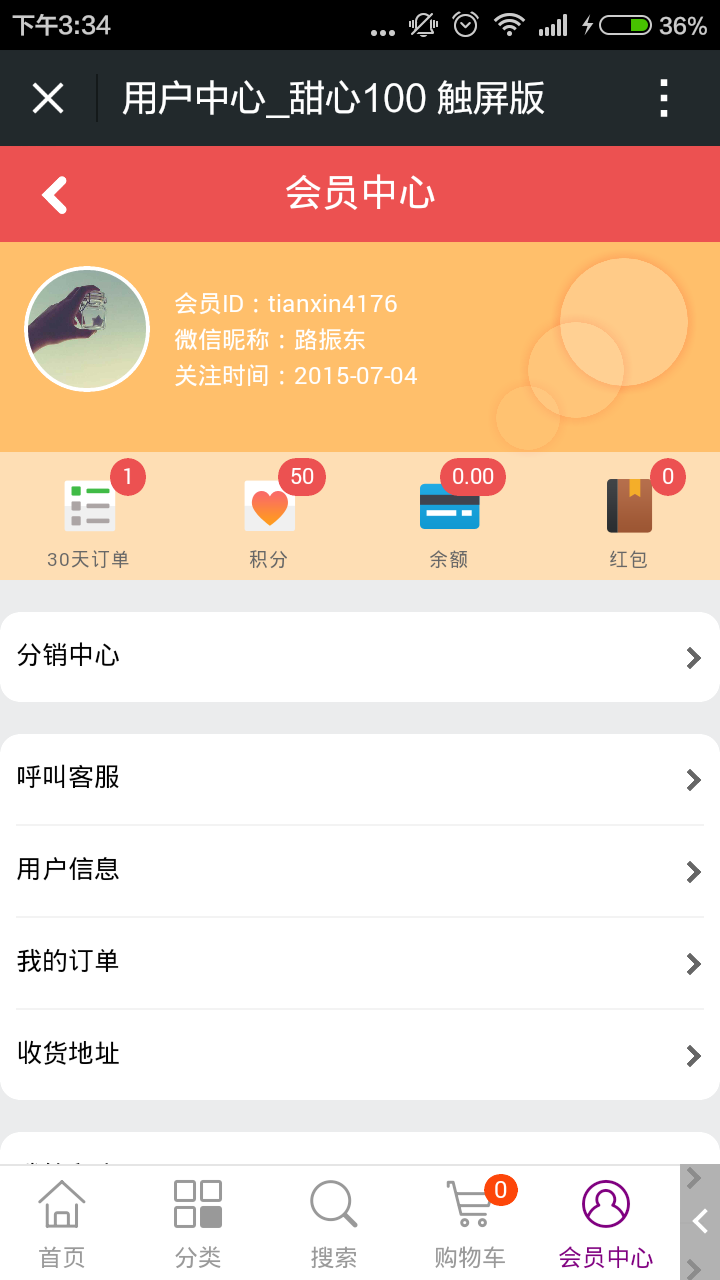 下午3:34
36%
用户中心_甜心100 触屏版
会员中心
会员ID：tianxin4176
微信昵称：路振东
关注时间：2015-07-04
1
50
0.00
0
30天订单
积分
余额
红包
分销中心
呼叫客服
用户信息
我的订单
收货地址
0
首页
分类
搜索
购物车
会员中心